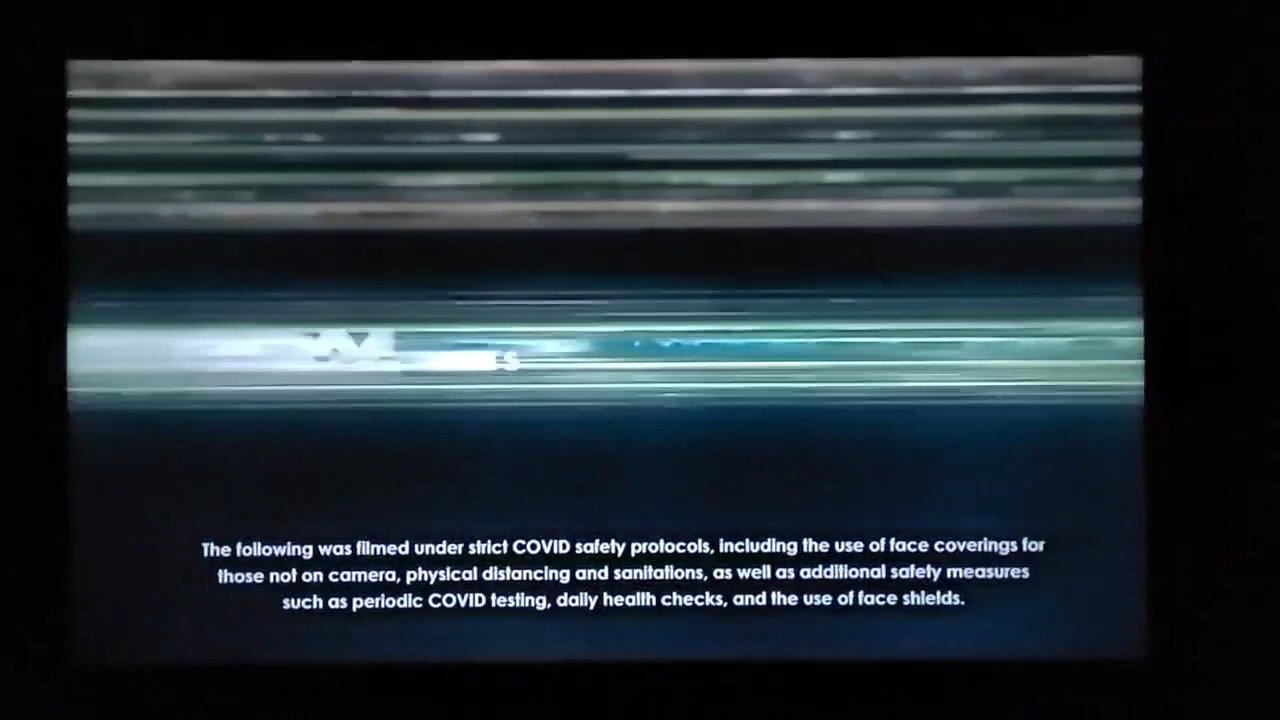 The following was filmed under strict COVID safety protocols, including the use of face coverings for
those not on camera, physical distancing and sanitations, as well as additional safety measures
such as periodic COVID testing, daily health checks, and the use of face shields.